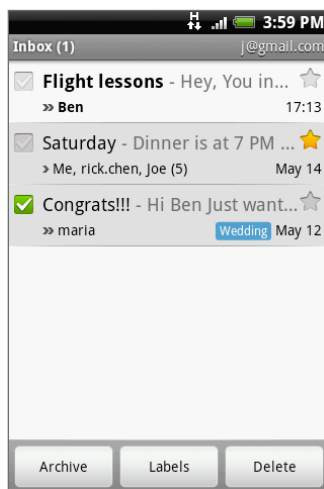 H 3:59 PM
Inbox (1) j@gmail.com
Flight lessons - Hey, You in...
» Ben 17:13
Saturday - Dinner is at 7 PM ...
› Me, rick.chen, Joe (5) May 14
Congrats!!! - Hi Ben Just want...
» maria Wedding May 12
Archive Labels Delete